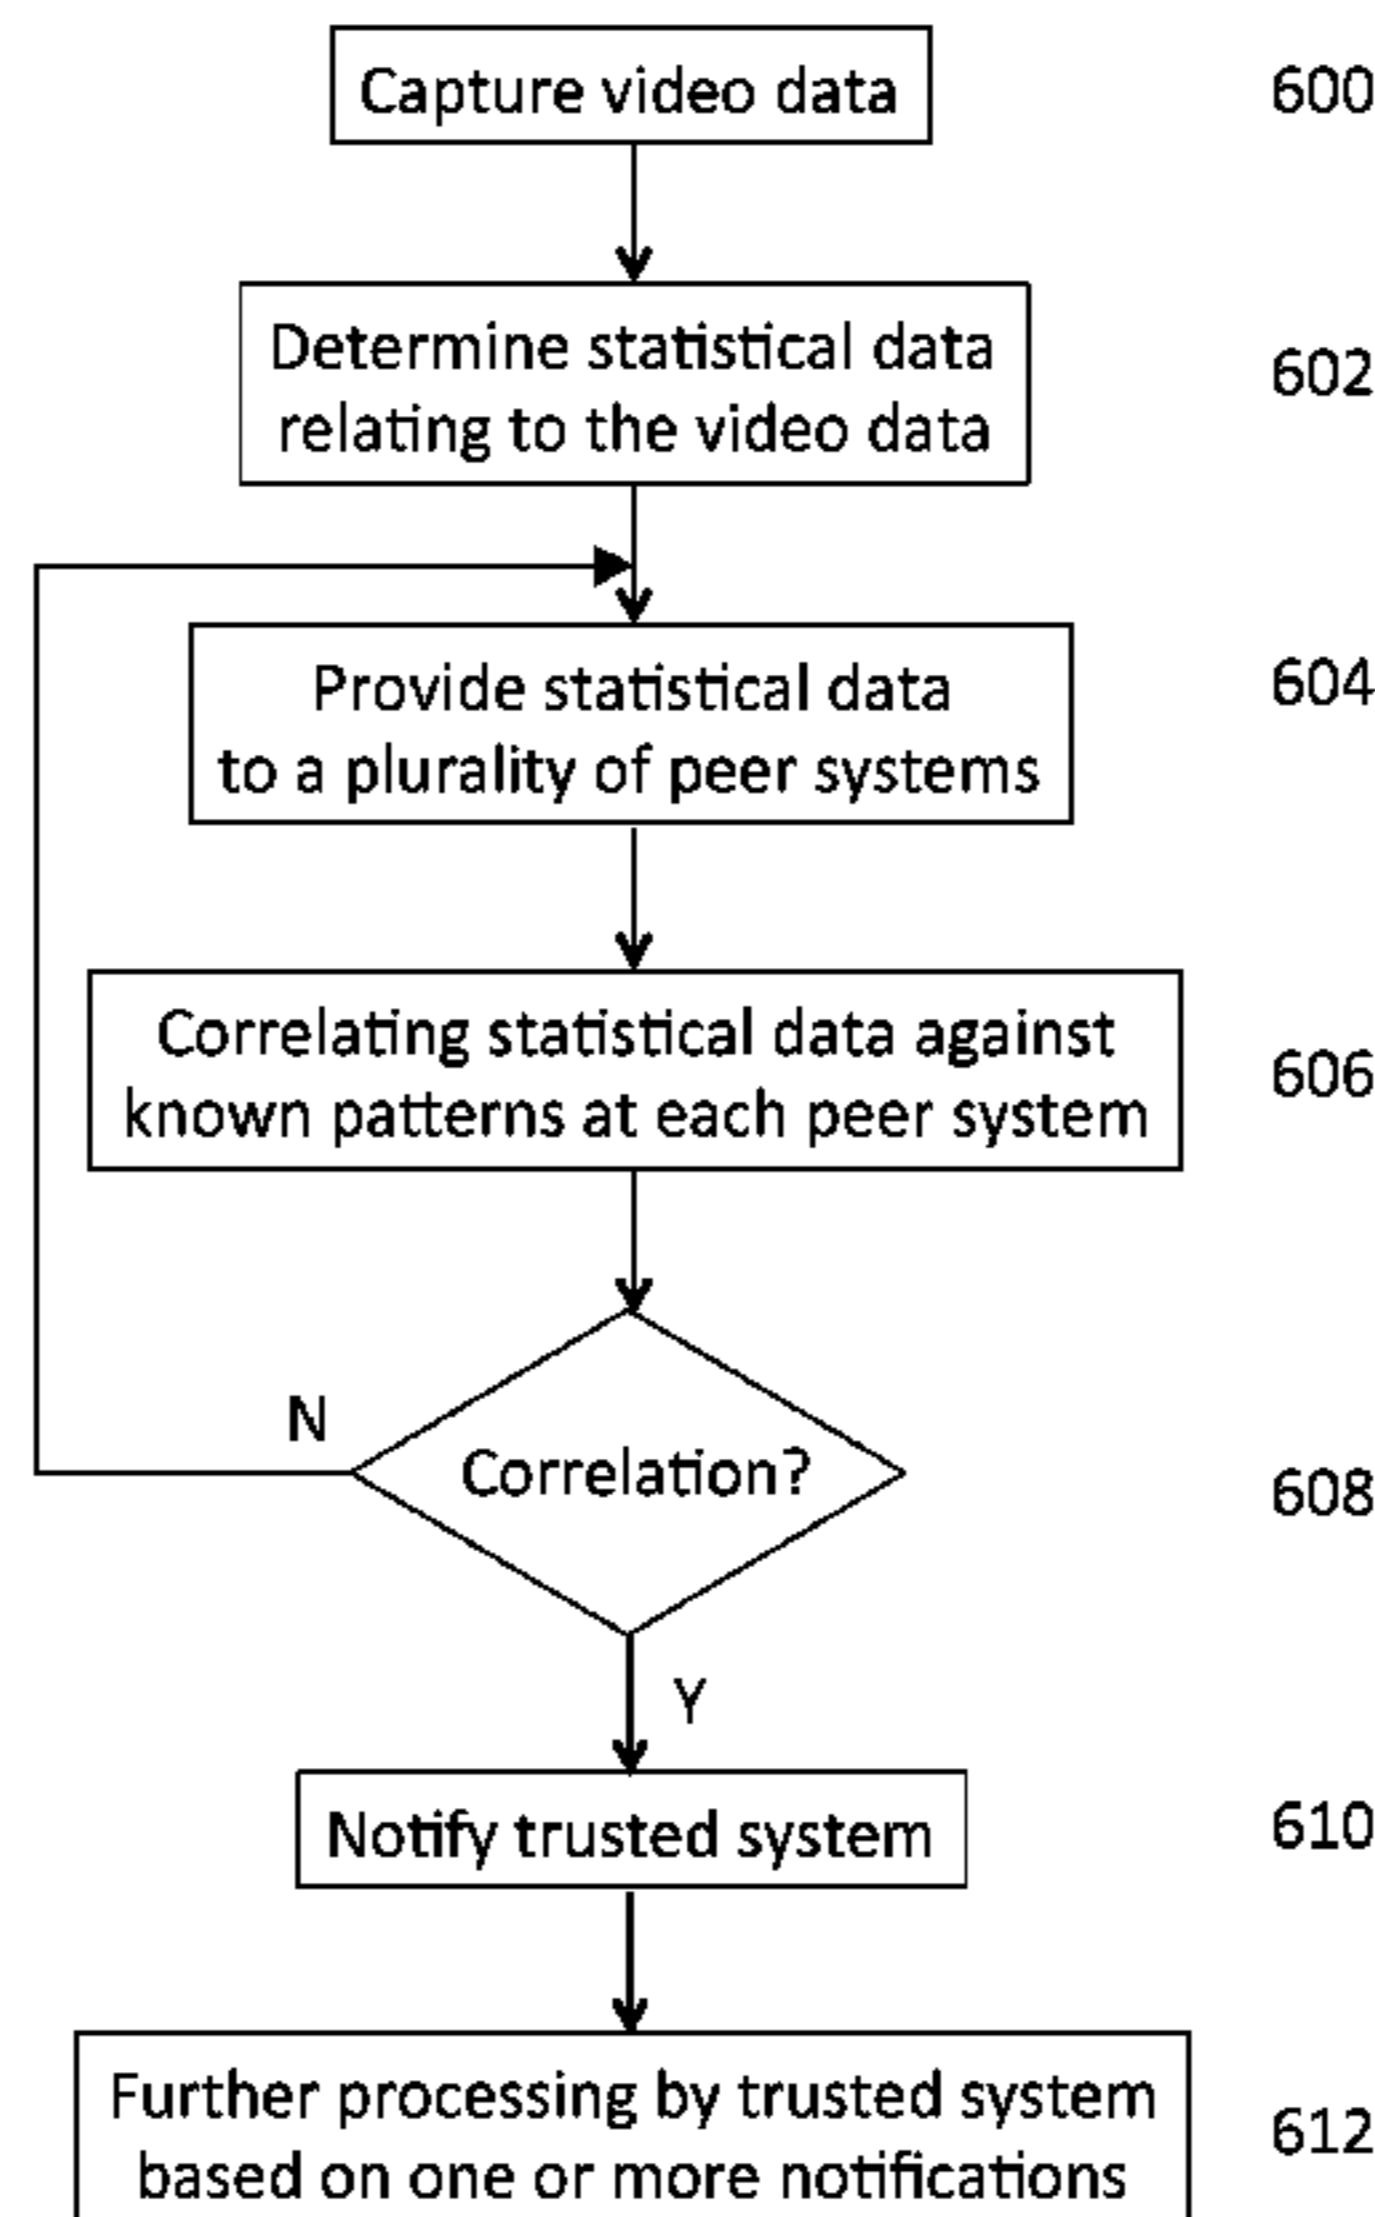 Capture video data
600
Determine statistical data
relating to the video data
602
Provide statistical data
to a plurality of peer systems
604
Correlating statistical data against
known patterns at each peer system
606
N
Correlation?
608
Y
Notify trusted system
610
Further processing by trusted system
based on one or more notifications
612